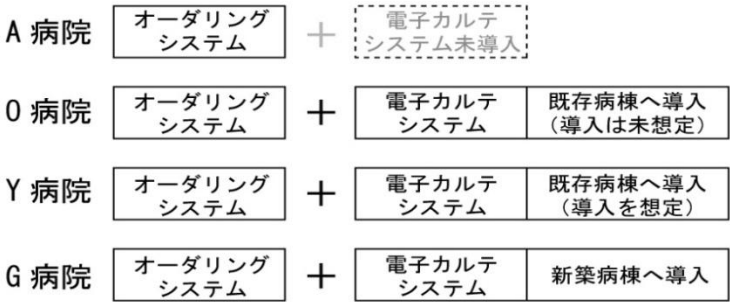 A 病院 オーダリング システム + 電子カルテ システム未導入
O 病院 オーダリング システム + 電子カルテ システム 既存病棟へ導入 (導入は未想定)
Y 病院 オーダリング システム + 電子カルテ システム 既存病棟へ導入 (導入を想定)
G 病院 オーダリング システム + 電子カルテ システム 新築病棟へ導入